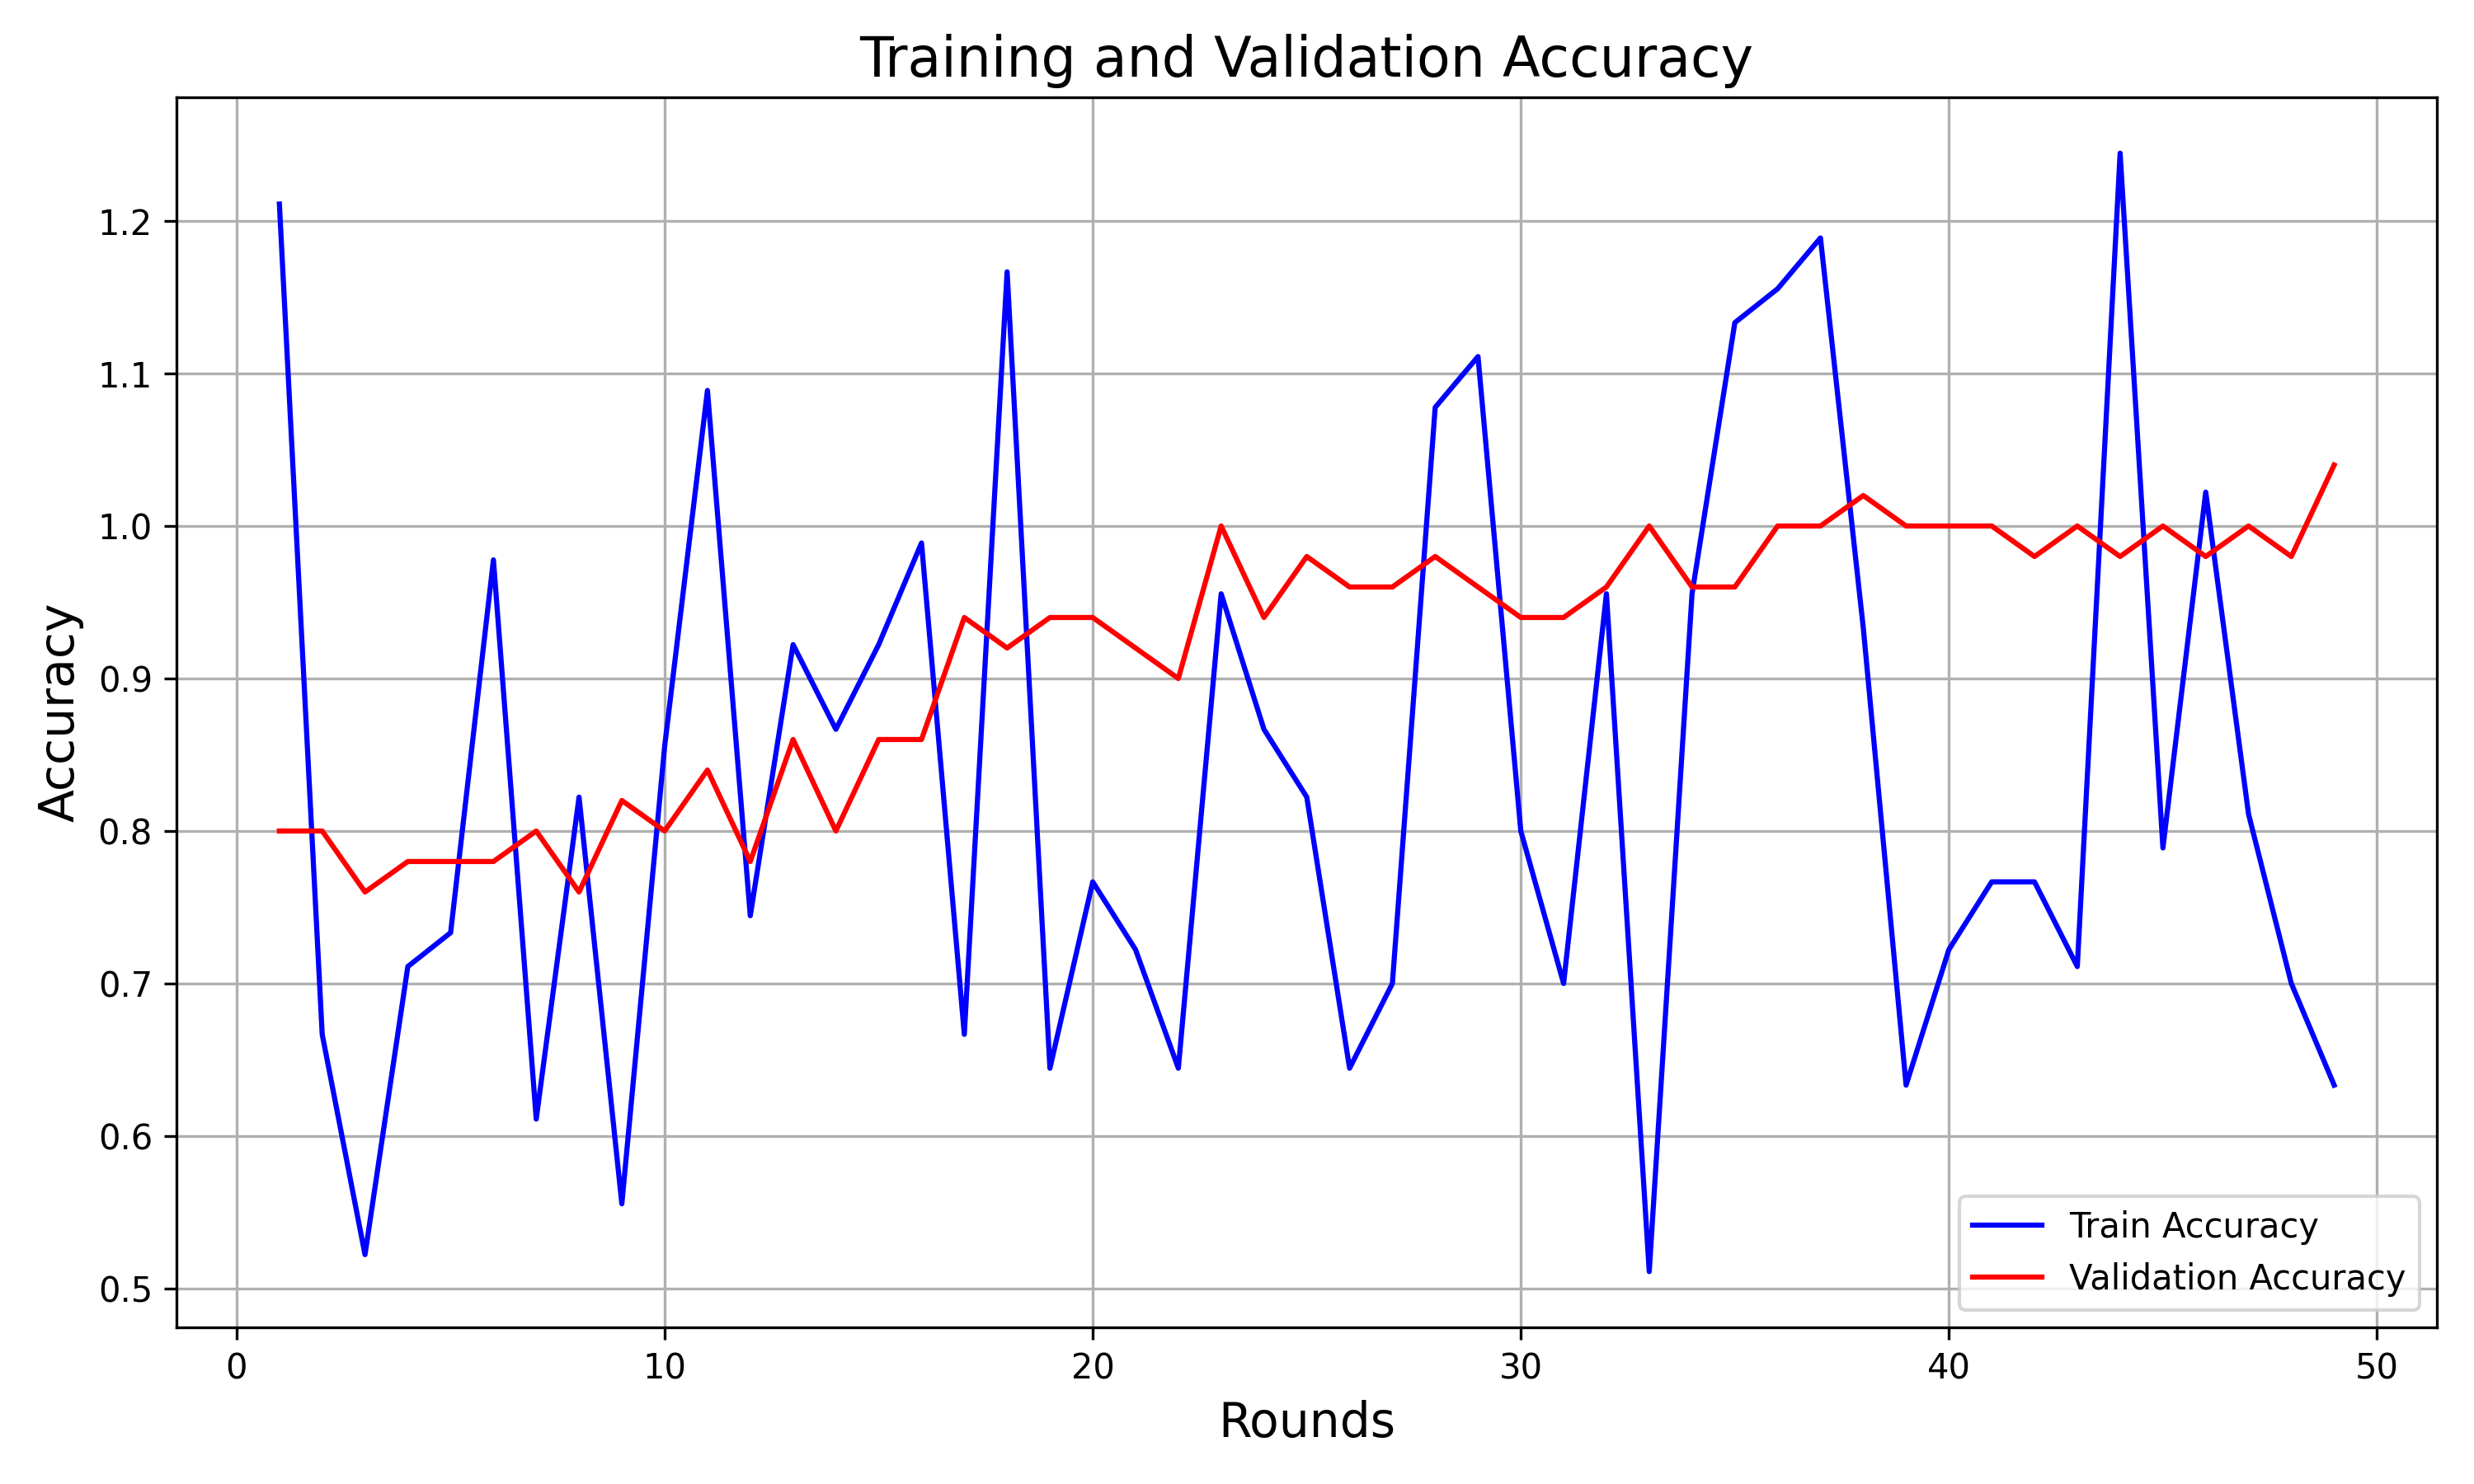 Training and Validation Accuracy
Accuracy
1.2
1.1
1.0
0.9
0.8
0.7
0.6
0.5
0 10 20 30 40 50
Rounds
Train Accuracy
Validation Accuracy